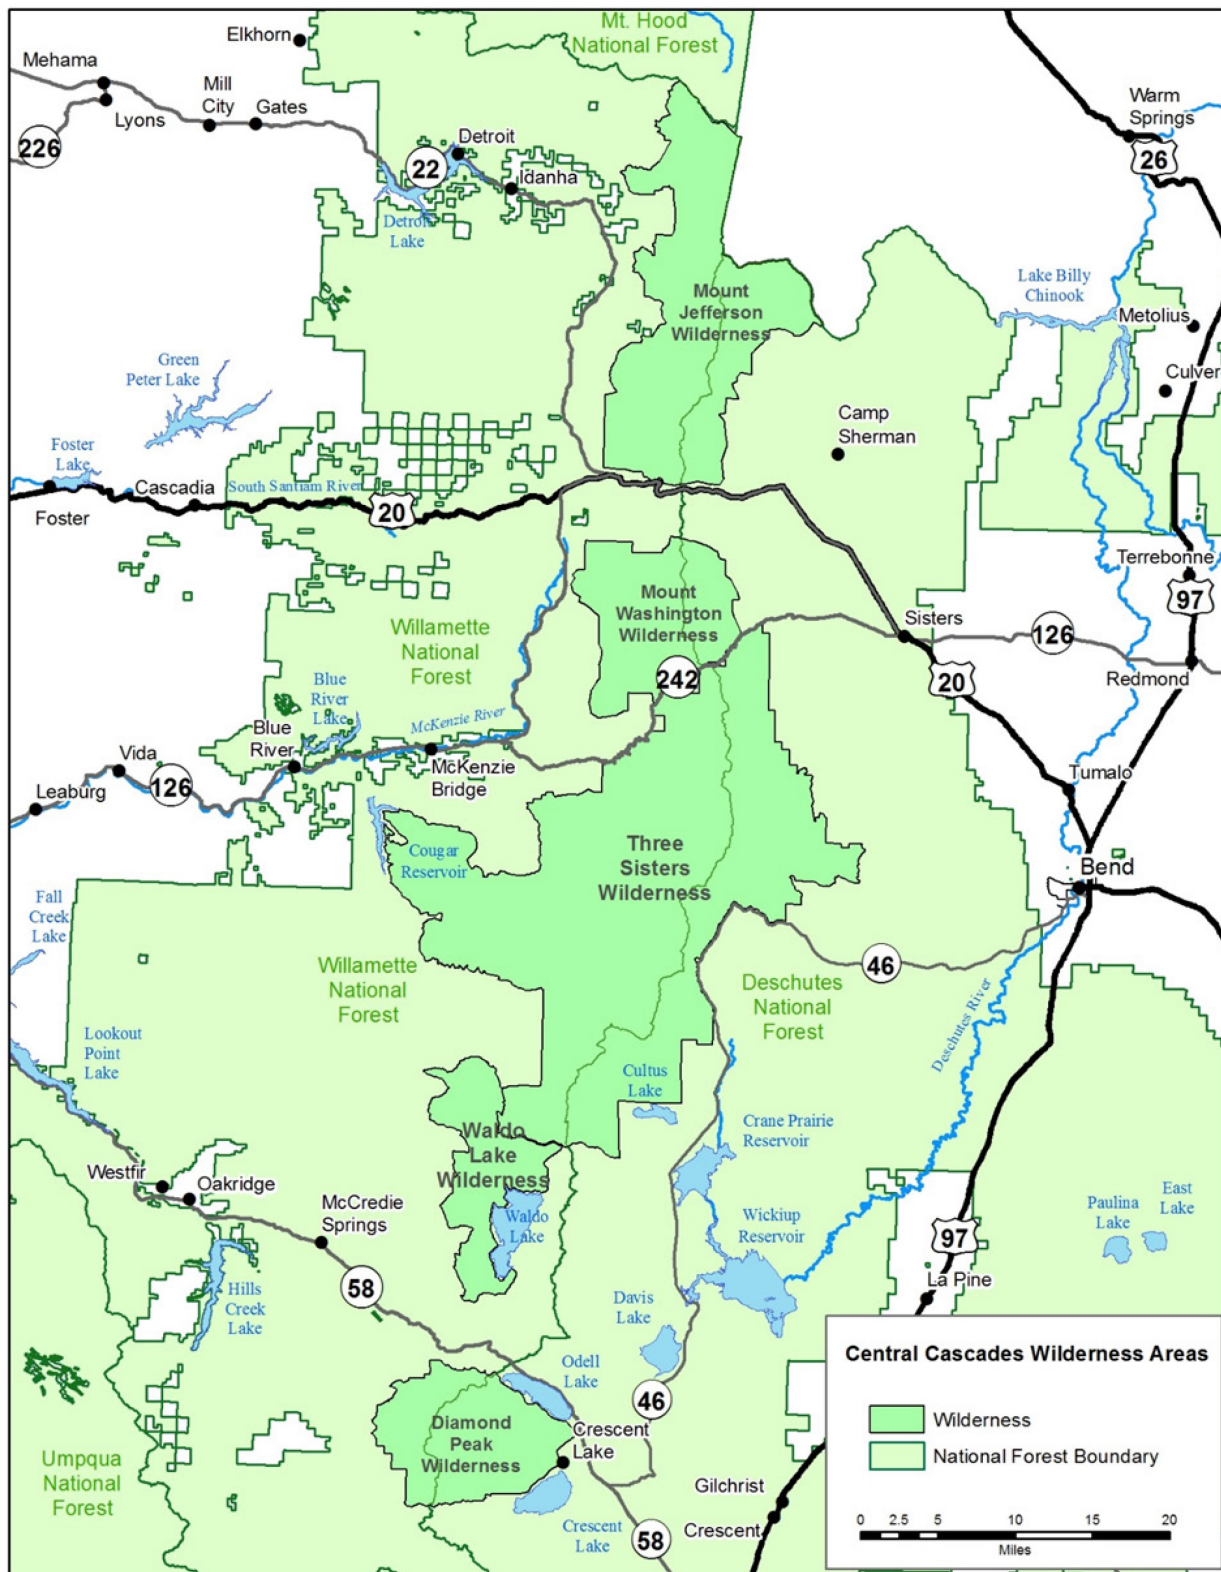 Mt. Hood
National Forest
Elkhorn
Mehama
Mill
City
Gates
Lyons
226
Warm
Springs
26
Detroit
22
Idanha
Detroit
Lake
Mount
Jefferson
Wilderness
Lake Billy
Chinook
Metolius
Culver
Green
Peter Lake
Camp
Sherman
Foster
Lake
Cascadia
South Santiam River
20
Foster
Terrebonne
97
Mount
Washington
Wilderness
Willamette
National
Forest
Sisters
126
242
20
Redmond
Blue
River
Lake
McKenzie River
Blue
River
Vida
McKenzie
Bridge
126
Leaburg
Tumalo
Three
Sisters
Wilderness
Cougar
Reservoir
Bend
Fall
Creek
Lake
Willamette
National
Forest
46
Deschutes
National
Forest
Deschutes River
Lookout
Point
Lake
Cultus
Lake
Waldo
Lake
Wilderness
Crane Prairie
Reservoir
Westfir
Oakridge
McCredie
Springs
Waldo
Lake
Wickiup
Reservoir
Paulina
Lake
East
Lake
97
La Pine
58
Hills
Creek
Lake
Davis
Lake
Odell
Lake
46
Diamond
Peak
Wilderness
Crescent
Lake
Umpqua
National
Forest
Gilchrist
Crescent
Crescent
Lake
58
Central Cascades Wilderness Areas
Wilderness
National Forest Boundary
0 2.5 5 10 15 20
Miles